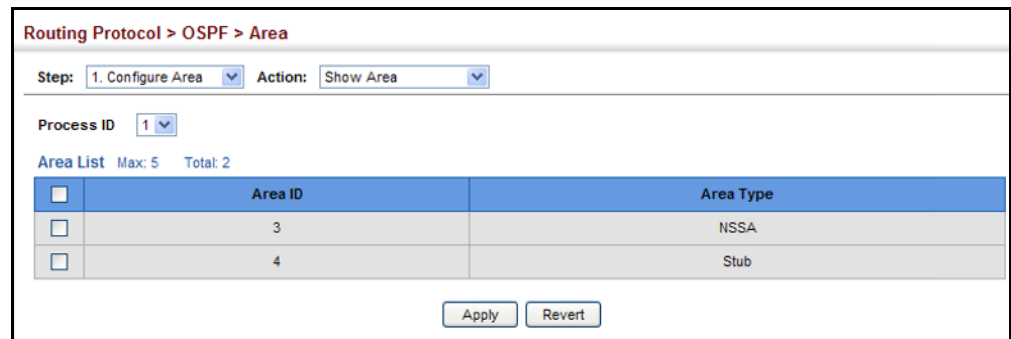 Routing Protocol > OSPF > Area
Step: 1. Configure Area Action: Show Area
Process ID 1
Area List Max: 5 Total: 2
Area ID Area Type
3 NSSA
4 Stub
Apply Revert